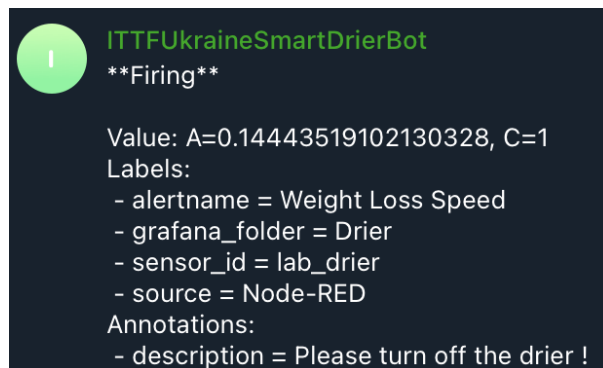 I
ITTFUkraineSmartDrierBot
**Firing**
Value: A=0.14443519102130328, C=1
Labels:
- alertname = Weight Loss Speed
- grafana_folder = Drier
- sensor_id = lab_drier
- source = Node-RED
Annotations:
- description = Please turn off the drier !